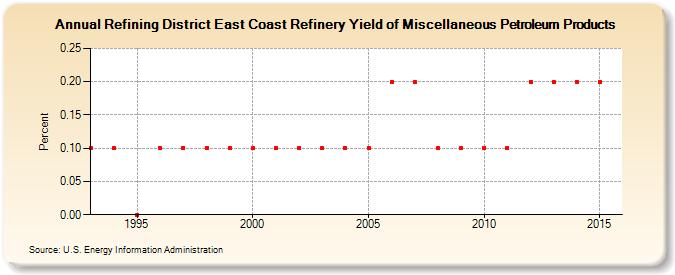 Annual Refining District East Coast Refinery Yield of Miscellaneous Petroleum Products
Percent
0.25
0.20
0.15
0.10
0.05
0.00
1995 2000 2005 2010 2015
Source: U.S. Energy Information Administration